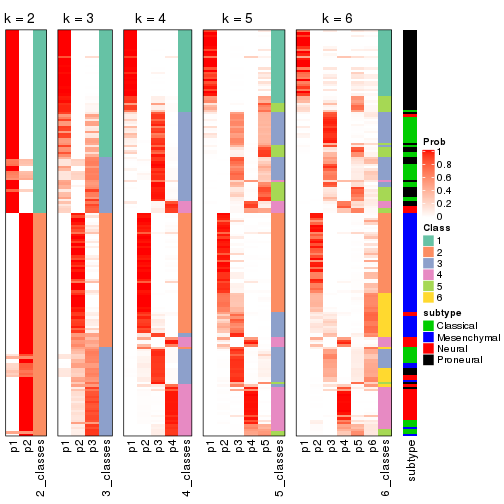 k = 2 k = 3 k = 4 k = 5 k = 6
Prob
1
0.8
0.6
0.4
0.2
0
Class
1
2
3
4
5
6
subtype
Classical
Mesenchymal
Neural
Proneural
p1 p2 2_classes p1 p2 p3 3_classes p1 p2 p3 p4 4_classes p1 p2 p3 p4 p5 5_classes p1 p2 p3 p4 p5 p6 6_classes subtype